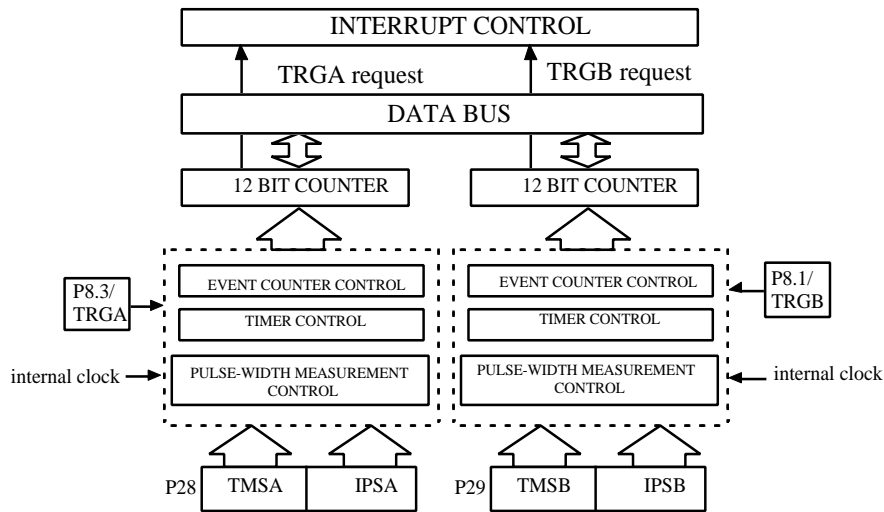 INTERRUPT CONTROL
TRGA request
TRGB request
DATA BUS
12 BIT COUNTER
12 BIT COUNTER
EVENT COUNTER CONTROL
EVENT COUNTER CONTROL
P8.3/
TRGA
P8.1/
TRGB
TIMER CONTROL
TIMER CONTROL
internal clock
PULSE-WIDTH MEASUREMENT
CONTROL
PULSE-WIDTH MEASUREMENT
CONTROL
internal clock
P28
TMSA
IPSA
P29
TMSB
IPSB